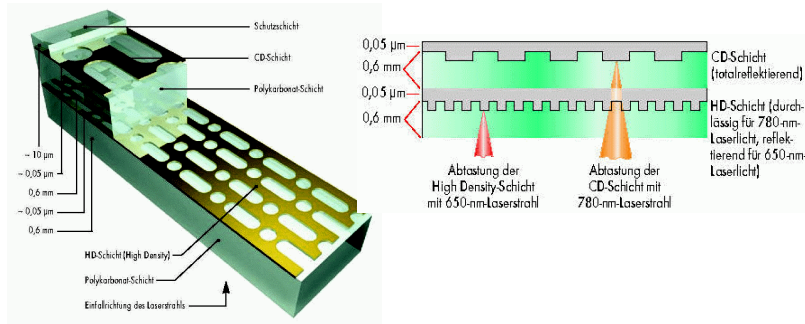 Schutzschicht
CD-Schicht
Polykarbonat-Schicht
~ 10 µm
~ 0,05 µm
0,6 mm
~ 0,05 µm
0,6 mm
HD-Schicht (High Density)
Polykarbonat-Schicht
Einfallrichtung des Laserstrahls
0,05 µm
0,6 mm
0,05 µm
0,6 mm
CD-Schicht
(totalreflektierend)
HD-Schicht (durch-
lässig für 780-nm-
Laserlicht, reflek-
tierend für 650-nm-
Laserlicht)
Abtastung der
High Density-Schicht
mit 650-nm-Laserstrahl
Abtastung der
CD-Schicht mit
780-nm-Laserstrahl